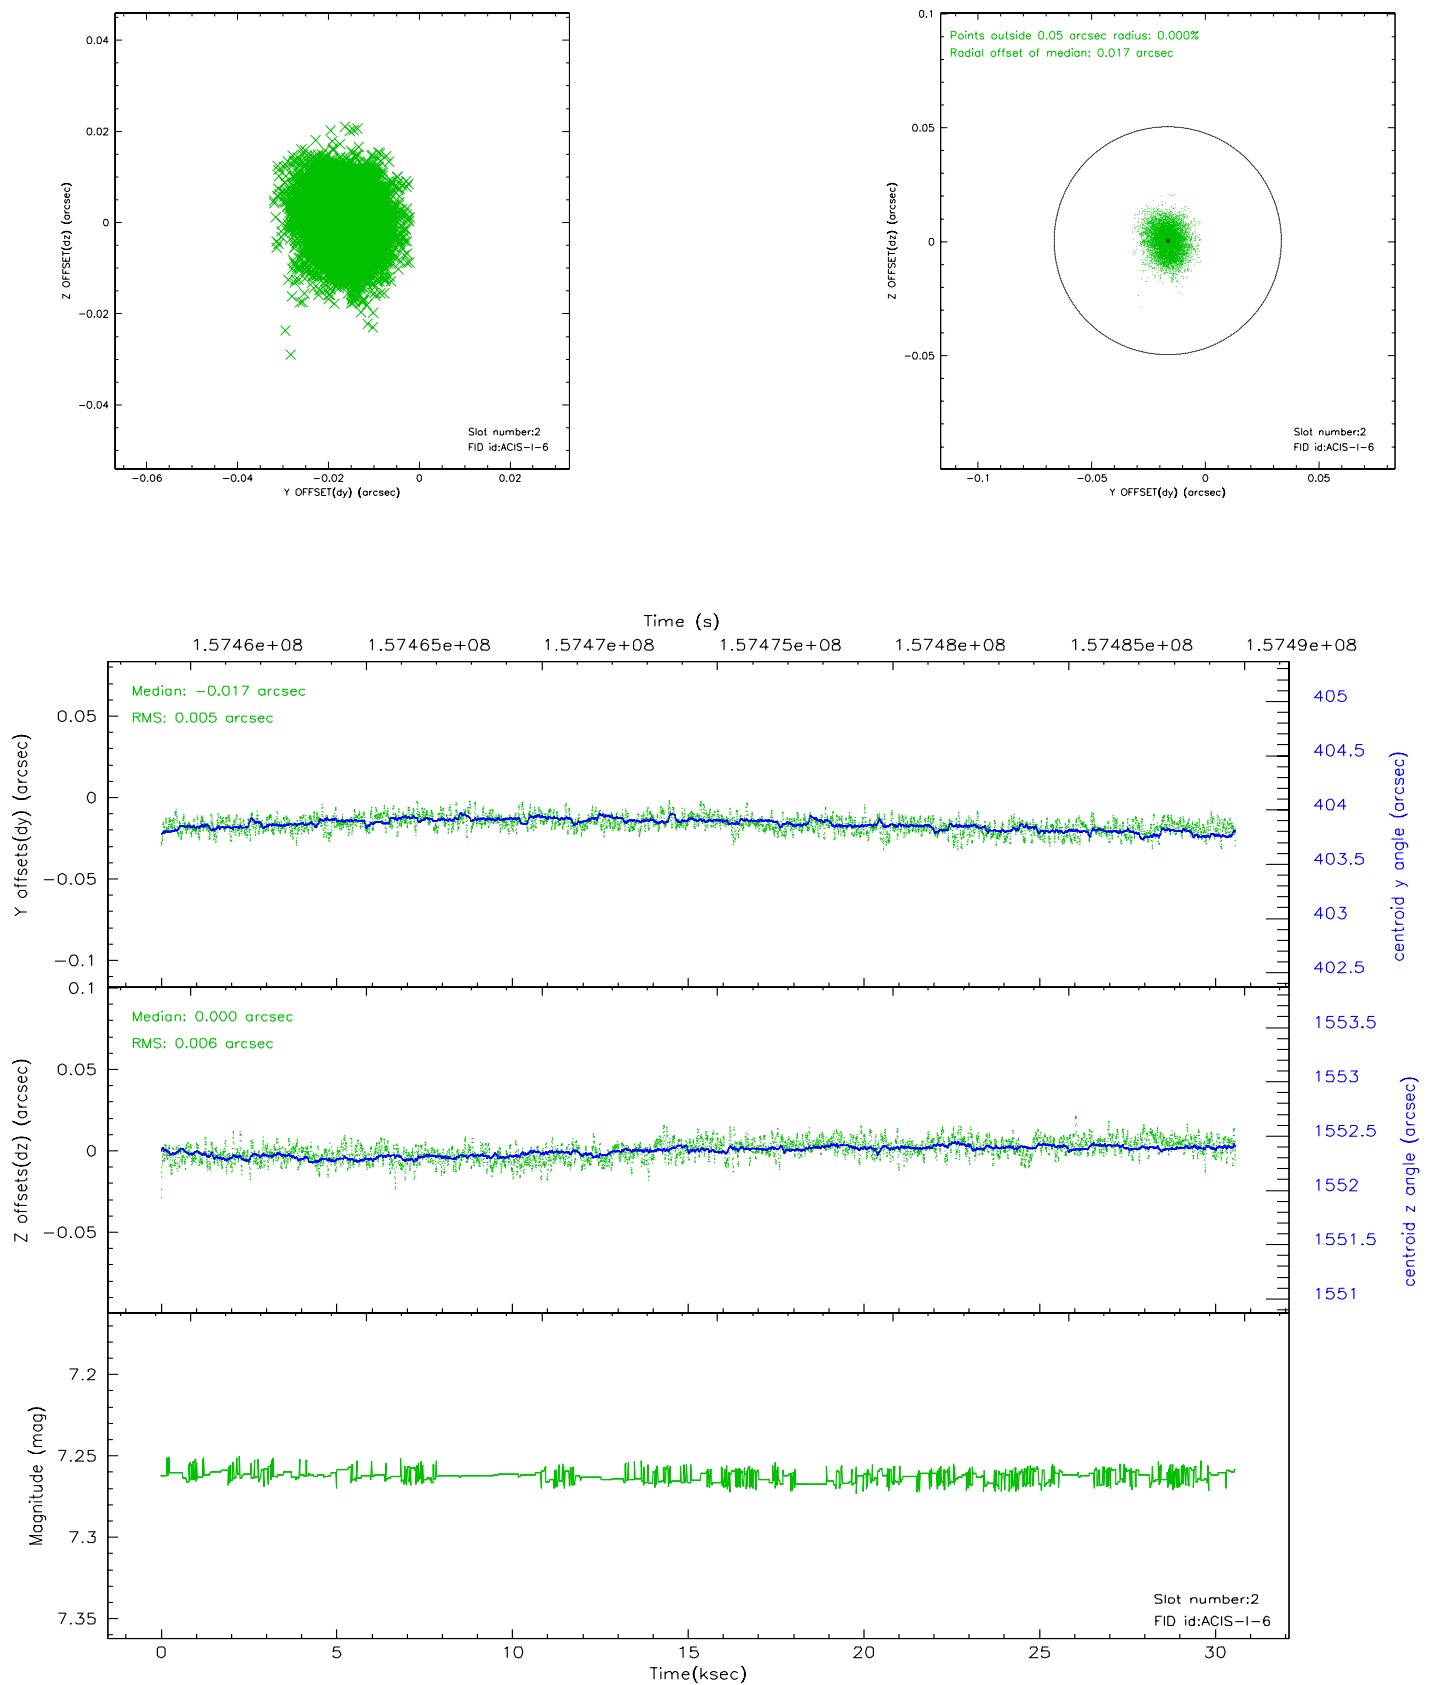 0.04
0.02
0
-0.02
-0.04
Z OFFSET(dz) (arcsec)
Slot number:2
FID id:ACIS-I-6
-0.06 -0.04 -0.02 0 0.02
Y OFFSET(dy) (arcsec)
0.1
Points outside 0.05 arcsec radius: 0.000%
Radial offset of median: 0.017 arcsec
0.05
0
-0.05
Z OFFSET(dz) (arcsec)
Slot number:2
FID id:ACIS-I-6
-0.1 -0.05 0 0.05
Y OFFSET(dy) (arcsec)
Time (s)
1.5746e+08 1.57465e+08 1.5747e+08 1.57475e+08 1.5748e+08 1.57485e+08 1.5749e+08
Median: -0.017 arcsec
RMS: 0.005 arcsec
0.05
0
-0.05
-0.1
Y offsets(dy) (arcsec)
405
404.5
404
403.5
403
402.5
centroid y angle (arcsec)
0.1
Median: 0.000 arcsec
RMS: 0.006 arcsec
0.05
0
-0.05
Z offsets(dz) (arcsec)
1553.5
1553
1552.5
1552
1551.5
1551
centroid z angle (arcsec)
7.2
7.25
7.3
7.35
Magnitude (mag)
Slot number:2
FID id:ACIS-I-6
0 5 10 15 20 25 30
Time(ksec)